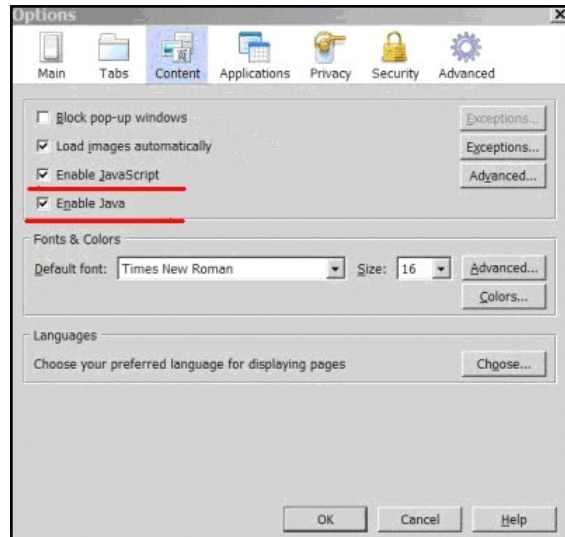 Options
Main Tabs Content Applications Privacy Security Advanced
Block pop-up windows Exceptions...
Load images automatically Exceptions...
Enable JavaScript Advanced...
Enable Java
Fonts & Colors
Default font: Times New Roman Size: 16 Advanced...
Colors...
Languages
Choose your preferred language for displaying pages Choose...
OK Cancel Help